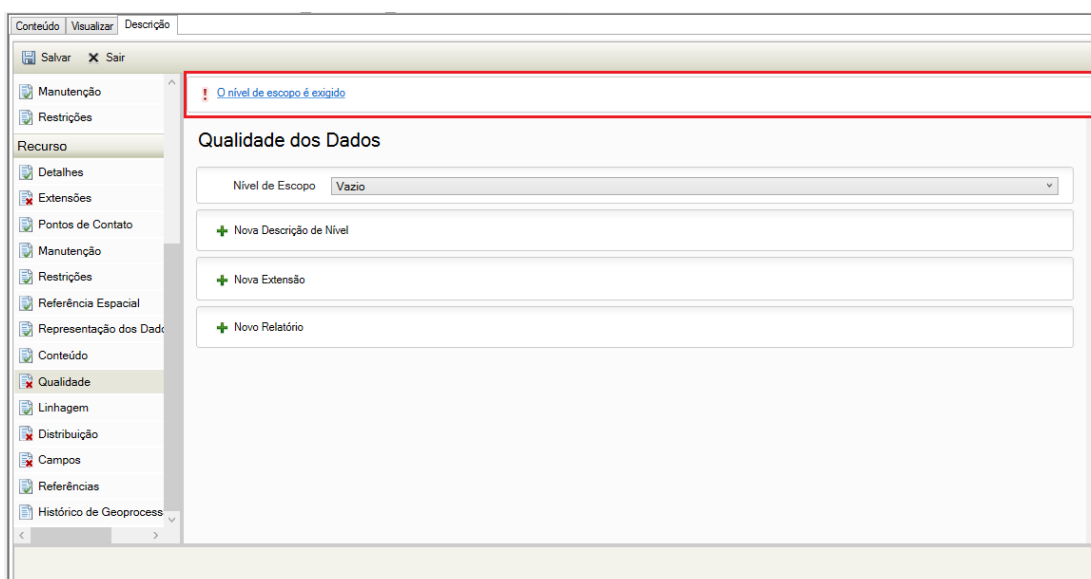 Conteúdo Visualizar Descrição
Salvar Sair
Manutenção
Restrições
Recurso
Detalhes
Extensões
Pontos de Contato
Manutenção
Restrições
Referência Espacial
Representação dos Dado
Conteúdo
Qualidade
Linhagem
Distribuição
Campos
Referências
Histórico de Geoprocess
! O nível de escopo é exigido
Qualidade dos Dados
Nível de Escopo Vazio
Nova Descrição de Nível
Nova Extensão
Novo Relatório